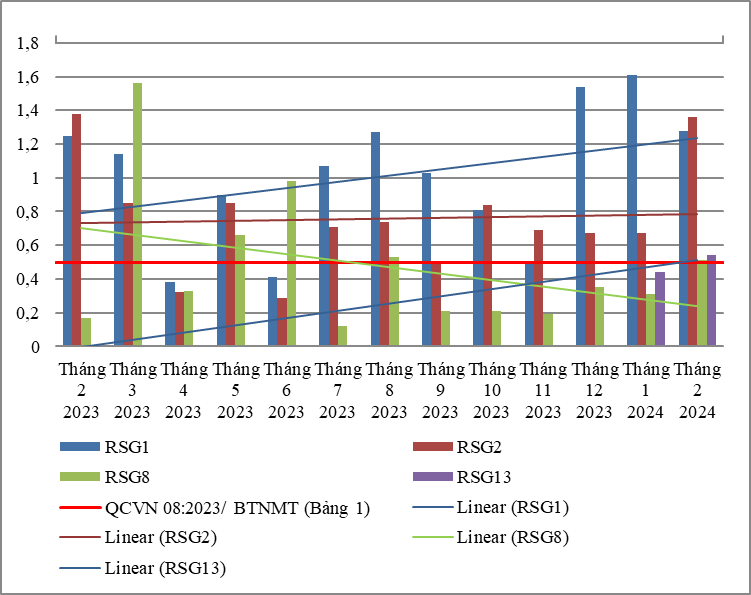 1,8
1,6
1,4
1,2
1
0,8
0,6
0,4
0,2
0
Tháng Tháng Tháng Tháng Tháng Tháng Tháng Tháng Tháng Tháng Tháng Tháng Tháng
2 3 4 5 6 7 8 9 10 11 12 1 2
2023 2023 2023 2023 2023 2023 2023 2023 2023 2023 2023 2024 2024
RSG1 RSG2
RSG8 RSG13
QCVN 08:2023/ BTNMT (Bảng 1) Linear (RSG1)
Linear (RSG2) Linear (RSG8)
Linear (RSG13)